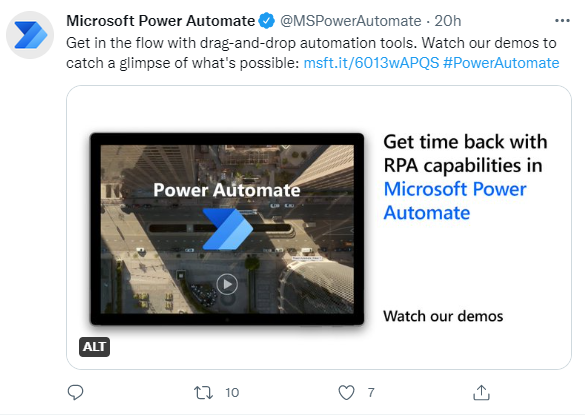 Microsoft Power Automate @MSPowerAutomate · 20h
Get in the flow with drag-and-drop automation tools. Watch our demos to
catch a glimpse of what's possible: msft.it/6013wAPQS #PowerAutomate
Power Automate
Get time back with
RPA capabilities in
Microsoft Power
Automate
Watch our demos
ALT
10
7